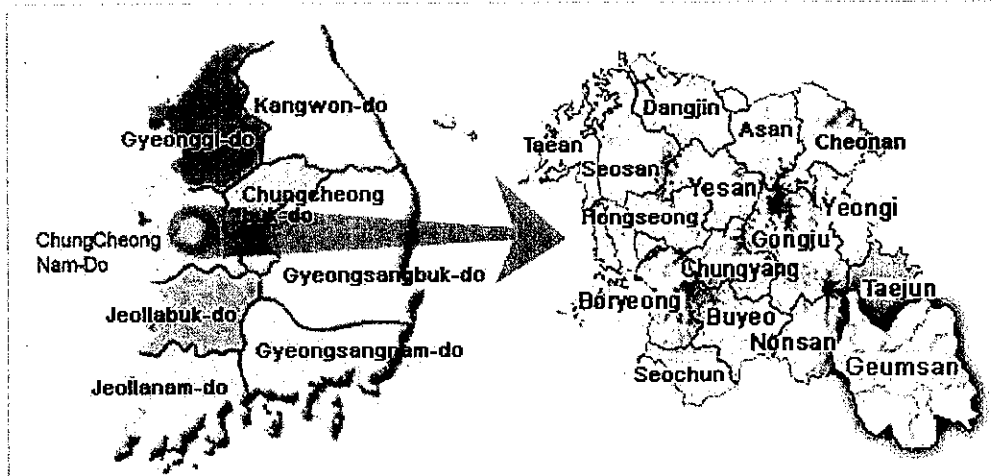 Kangwon-do
Gyeonggi-do
Chungcheong
buk-do
ChungCheong
Nam-Do
Gyeongsangbuk-do
Jeollabuk-do
Gyeongsangnam-do
Jeollanam-do
Dangjin
Asan
Cheonan
Taean
Seosan
Yesan
Yeongi
Hongseong
Gongju
Chungyang
Taejun
Boryeong
Buyeo
Nonsan
Geumsan
Seochun